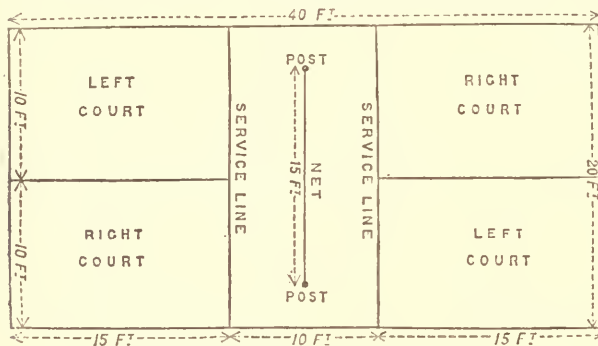 40 FT
LEFT
COURT
10 FT
SERVICE LINE
POST
15 FT
NET
SERVICE LINE
RIGHT
COURT
20 FT
RIGHT
COURT
10 FT
POST
LEFT
COURT
15 FT
10 FT
15 FT